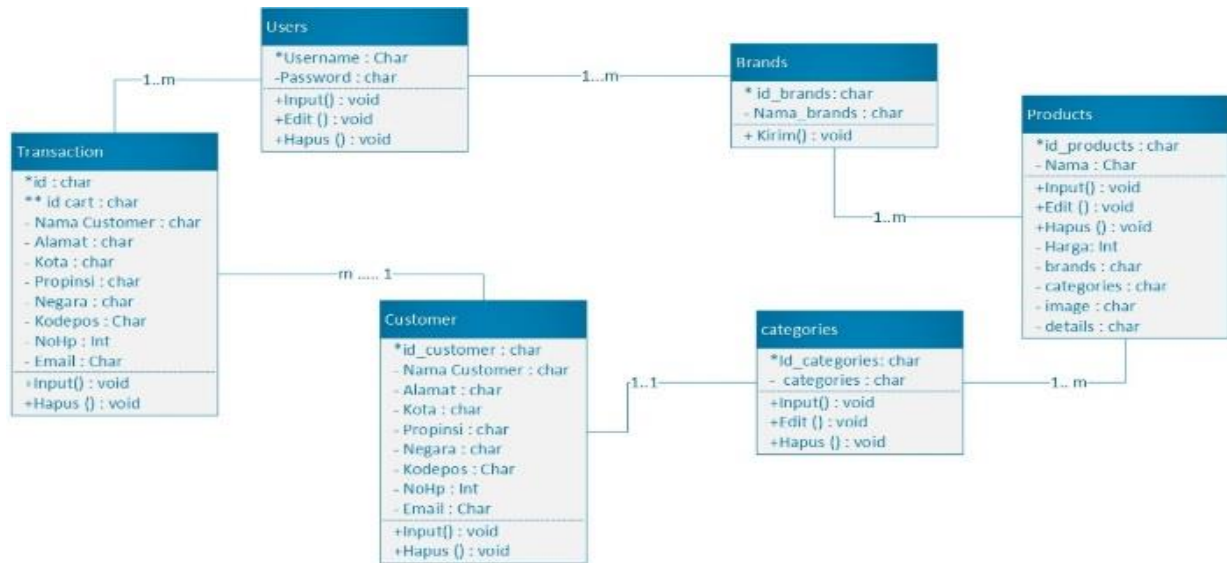 Users
*Username : Char
-Password : char
+Input() : void
+Edit () : void
+Hapus () : void
1..m
1...m
Brands
* id_brands: char
- Nama_brands : char
+ Kirim() : void
Products
*id_products : char
- Nama : Char
+Input() : void
+Edit () : void
+Hapus () : void
- Harga: Int
- brands : char
- categories : char
- image : char
- details : char
1..m
Transaction
*id : char
** id cart : char
- Nama Customer : char
- Alamat : char
- Kota : char
- Propinsi : char
- Negara : char
- Kodepos : Char
- NoHp : Int
- Email : Char
+Input() : void
+Hapus () : void
m ..... 1
Customer
*id_customer : char
- Nama Customer : char
- Alamat : char
- Kota : char
- Propinsi : char
- Negara : char
- Kodepos : Char
- NoHp : Int
- Email : Char
+Input() : void
+Hapus () : void
1..1
categories
*Id_categories: char
- categories : char
+Input() : void
+Edit () : void
+Hapus () : void
1.. m